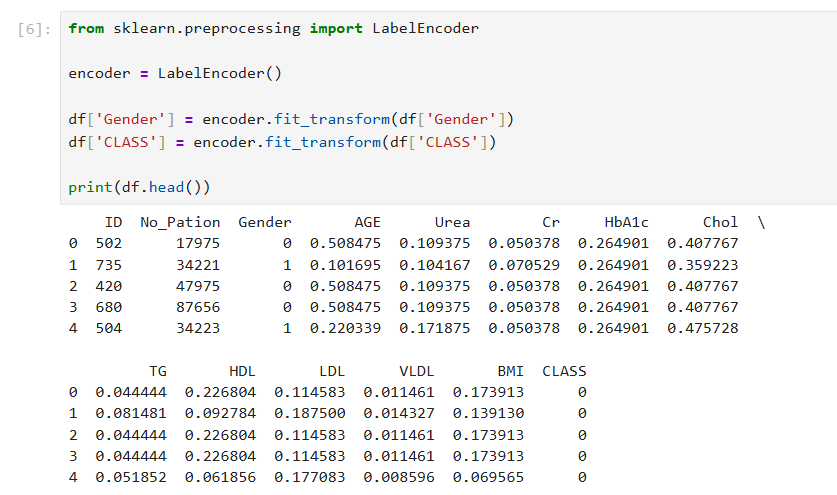 [6]: from sklearn.preprocessing import LabelEncoder
encoder = LabelEncoder()
df['Gender'] = encoder.fit_transform(df['Gender'])
df['CLASS'] = encoder.fit_transform(df['CLASS'])
print(df.head())
ID No_Pation Gender AGE Urea Cr HbA1c Chol \
0 502 17975 0 0.508475 0.109375 0.050378 0.264901 0.407767
1 735 34221 1 0.101695 0.104167 0.070529 0.264901 0.359223
2 420 47975 0 0.508475 0.109375 0.050378 0.264901 0.407767
3 680 87656 0 0.508475 0.109375 0.050378 0.264901 0.407767
4 504 34223 1 0.220339 0.171875 0.050378 0.264901 0.475728
TG HDL LDL VLDL BMI CLASS
0 0.044444 0.226804 0.114583 0.011461 0.173913 0
1 0.081481 0.092784 0.187500 0.014327 0.139130 0
2 0.044444 0.226804 0.114583 0.011461 0.173913 0
3 0.044444 0.226804 0.114583 0.011461 0.173913 0
4 0.051852 0.061856 0.177083 0.008596 0.069565 0